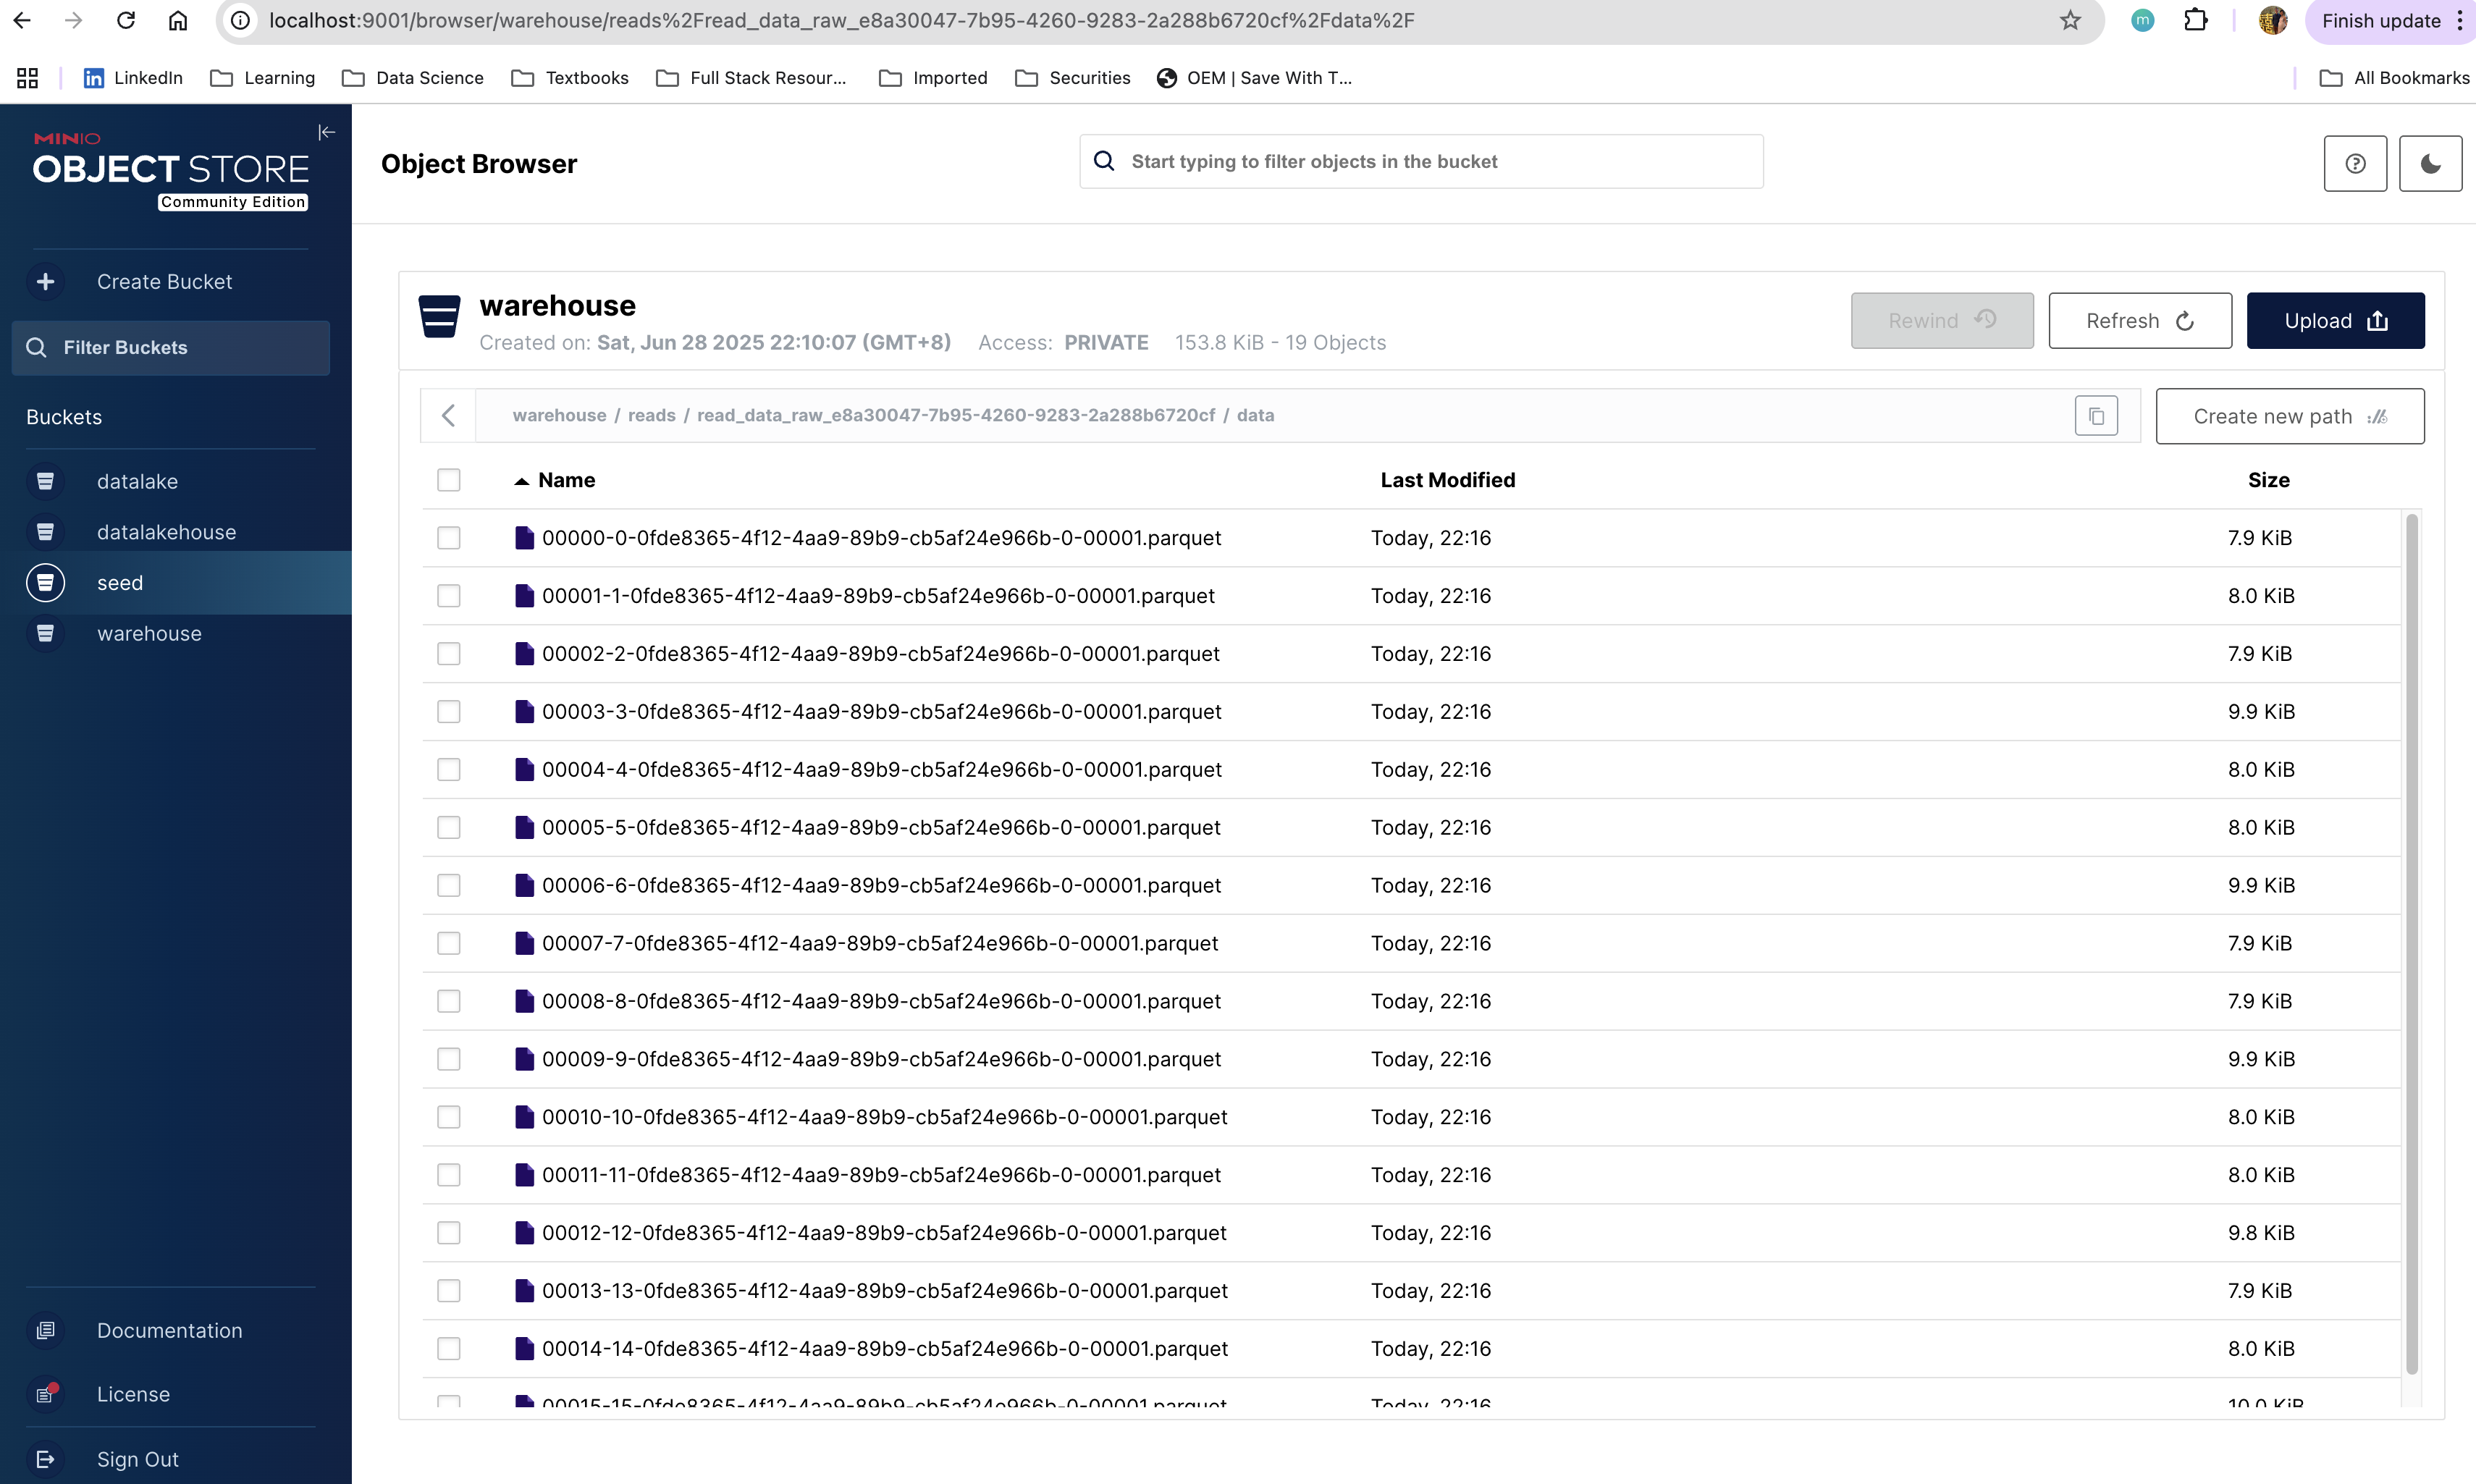 localhost:9001/browser/warehouse/reads%2Fread_data_raw_e8a30047-7b95-4260-9283-2a288b6720cf%2Fdata%2F
m
Finish update
LinkedIn
Learning
Data Science
Textbooks
Full Stack Resour...
Imported
Securities
OEM | Save With T...
All Bookmarks
MINIO
OBJECT STORE
Community Edition
Create Bucket
Filter Buckets
Buckets
datalake
datalakehouse
seed
warehouse
Documentation
License
Sign Out
Object Browser
Start typing to filter objects in the bucket
warehouse
Created on: Sat, Jun 28 2025 22:10:07 (GMT+8) Access: PRIVATE 153.8 KiB - 19 Objects
Rewind
Refresh
Upload
warehouse / reads / read_data_raw_e8a30047-7b95-4260-9283-2a288b6720cf / data
Create new path
Name Last Modified Size
00000-0-0fde8365-4f12-4aa9-89b9-cb5af24e966b-0-00001.parquet Today, 22:16 7.9 KiB
00001-1-0fde8365-4f12-4aa9-89b9-cb5af24e966b-0-00001.parquet Today, 22:16 8.0 KiB
00002-2-0fde8365-4f12-4aa9-89b9-cb5af24e966b-0-00001.parquet Today, 22:16 7.9 KiB
00003-3-0fde8365-4f12-4aa9-89b9-cb5af24e966b-0-00001.parquet Today, 22:16 9.9 KiB
00004-4-0fde8365-4f12-4aa9-89b9-cb5af24e966b-0-00001.parquet Today, 22:16 8.0 KiB
00005-5-0fde8365-4f12-4aa9-89b9-cb5af24e966b-0-00001.parquet Today, 22:16 8.0 KiB
00006-6-0fde8365-4f12-4aa9-89b9-cb5af24e966b-0-00001.parquet Today, 22:16 9.9 KiB
00007-7-0fde8365-4f12-4aa9-89b9-cb5af24e966b-0-00001.parquet Today, 22:16 7.9 KiB
00008-8-0fde8365-4f12-4aa9-89b9-cb5af24e966b-0-00001.parquet Today, 22:16 7.9 KiB
00009-9-0fde8365-4f12-4aa9-89b9-cb5af24e966b-0-00001.parquet Today, 22:16 9.9 KiB
00010-10-0fde8365-4f12-4aa9-89b9-cb5af24e966b-0-00001.parquet Today, 22:16 8.0 KiB
00011-11-0fde8365-4f12-4aa9-89b9-cb5af24e966b-0-00001.parquet Today, 22:16 8.0 KiB
00012-12-0fde8365-4f12-4aa9-89b9-cb5af24e966b-0-00001.parquet Today, 22:16 9.8 KiB
00013-13-0fde8365-4f12-4aa9-89b9-cb5af24e966b-0-00001.parquet Today, 22:16 7.9 KiB
00014-14-0fde8365-4f12-4aa9-89b9-cb5af24e966b-0-00001.parquet Today, 22:16 8.0 KiB
00015-15-0fde8365-4f12-4aa9-89b9-cb5af24e966b-0-00001.parquet Today, 22:16 10.0 KiB